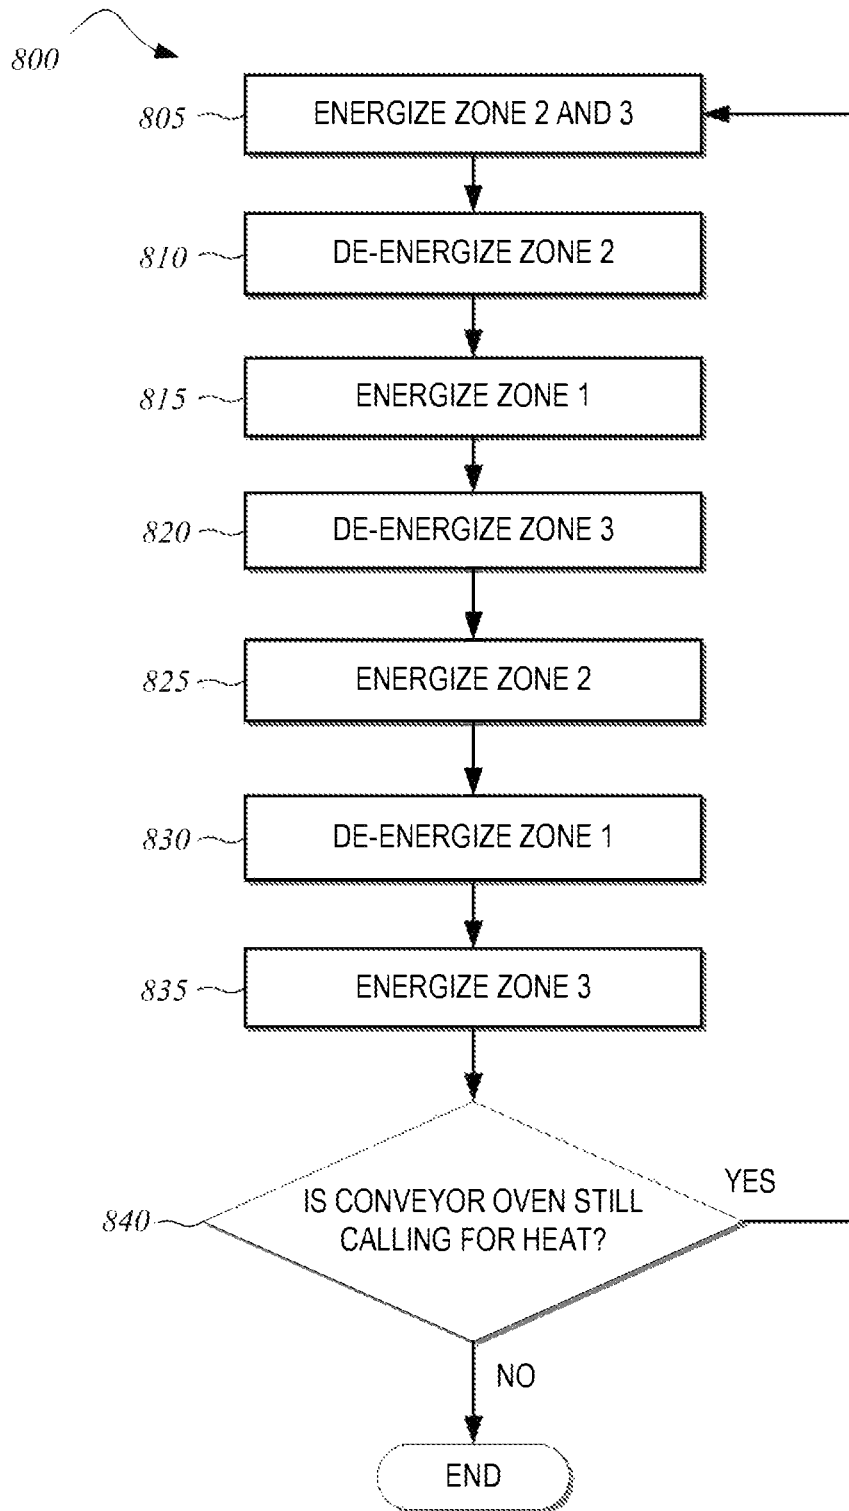 800
805
ENERGIZE ZONE 2 AND 3
810
DE-ENERGIZE ZONE 2
815
ENERGIZE ZONE 1
820
DE-ENERGIZE ZONE 3
825
ENERGIZE ZONE 2
830
DE-ENERGIZE ZONE 1
835
ENERGIZE ZONE 3
840
IS CONVEYOR OVEN STILL
CALLING FOR HEAT?
YES
NO
END